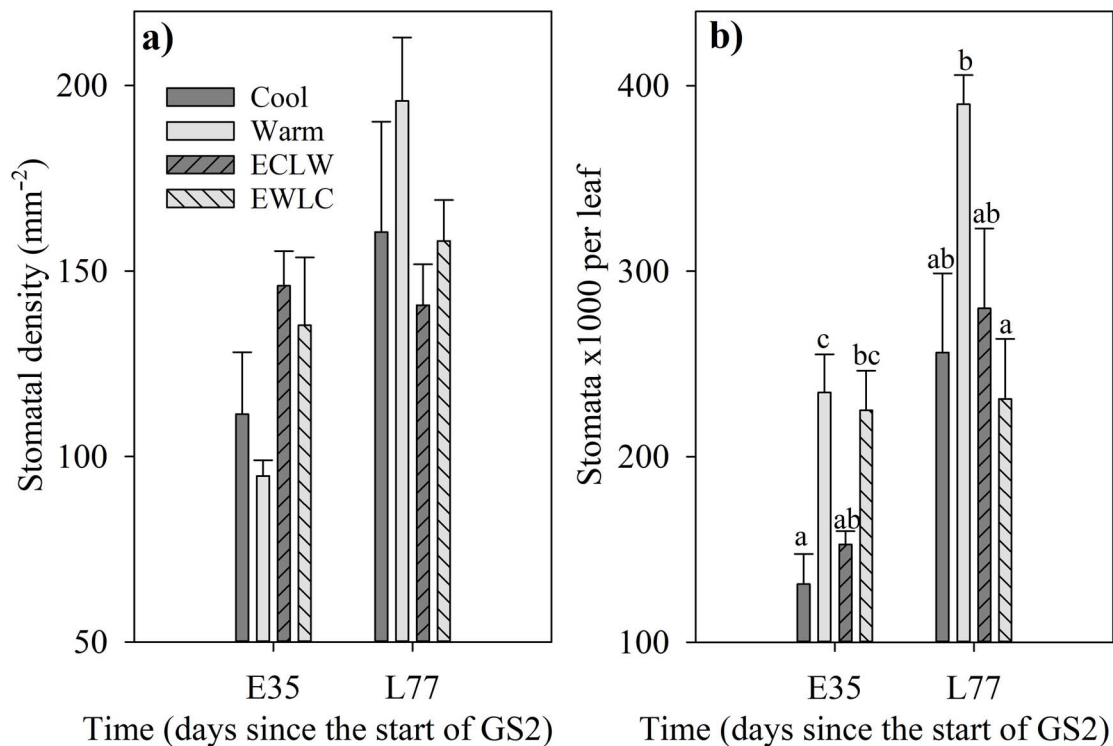 a)
Cool
Warm
ECLW
EWLC
200
150
100
50
Stomatal density (mm⁻²)
E35
L77
Time (days since the start of GS2)
b)
400
300
200
100
Stomata x1000 per leaf
a
c
ab
bc
ab
b
ab
a
E35
L77
Time (days since the start of GS2)